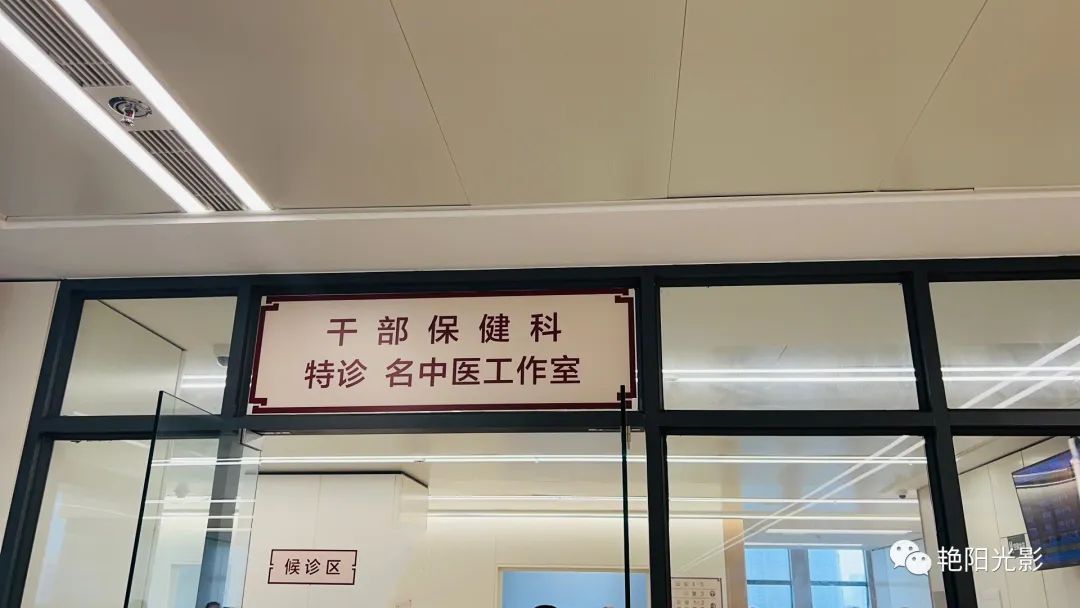 干部保健科
特诊 名中医工作室
候诊区
艳阳光影